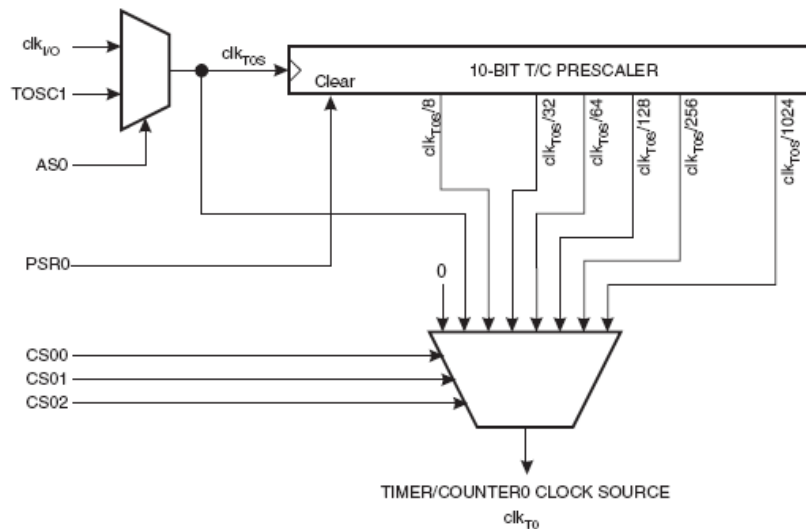 clkI/O
clkT0S
10-BIT T/C PRESCALER
Clear
TOSC1
clkT0S/8
clkT0S/32
clkT0S/64
clkT0S/128
clkT0S/256
clkT0S/1024
AS0
PSR0
0
CS00
CS01
CS02
TIMER/COUNTER0 CLOCK SOURCE
clkT0